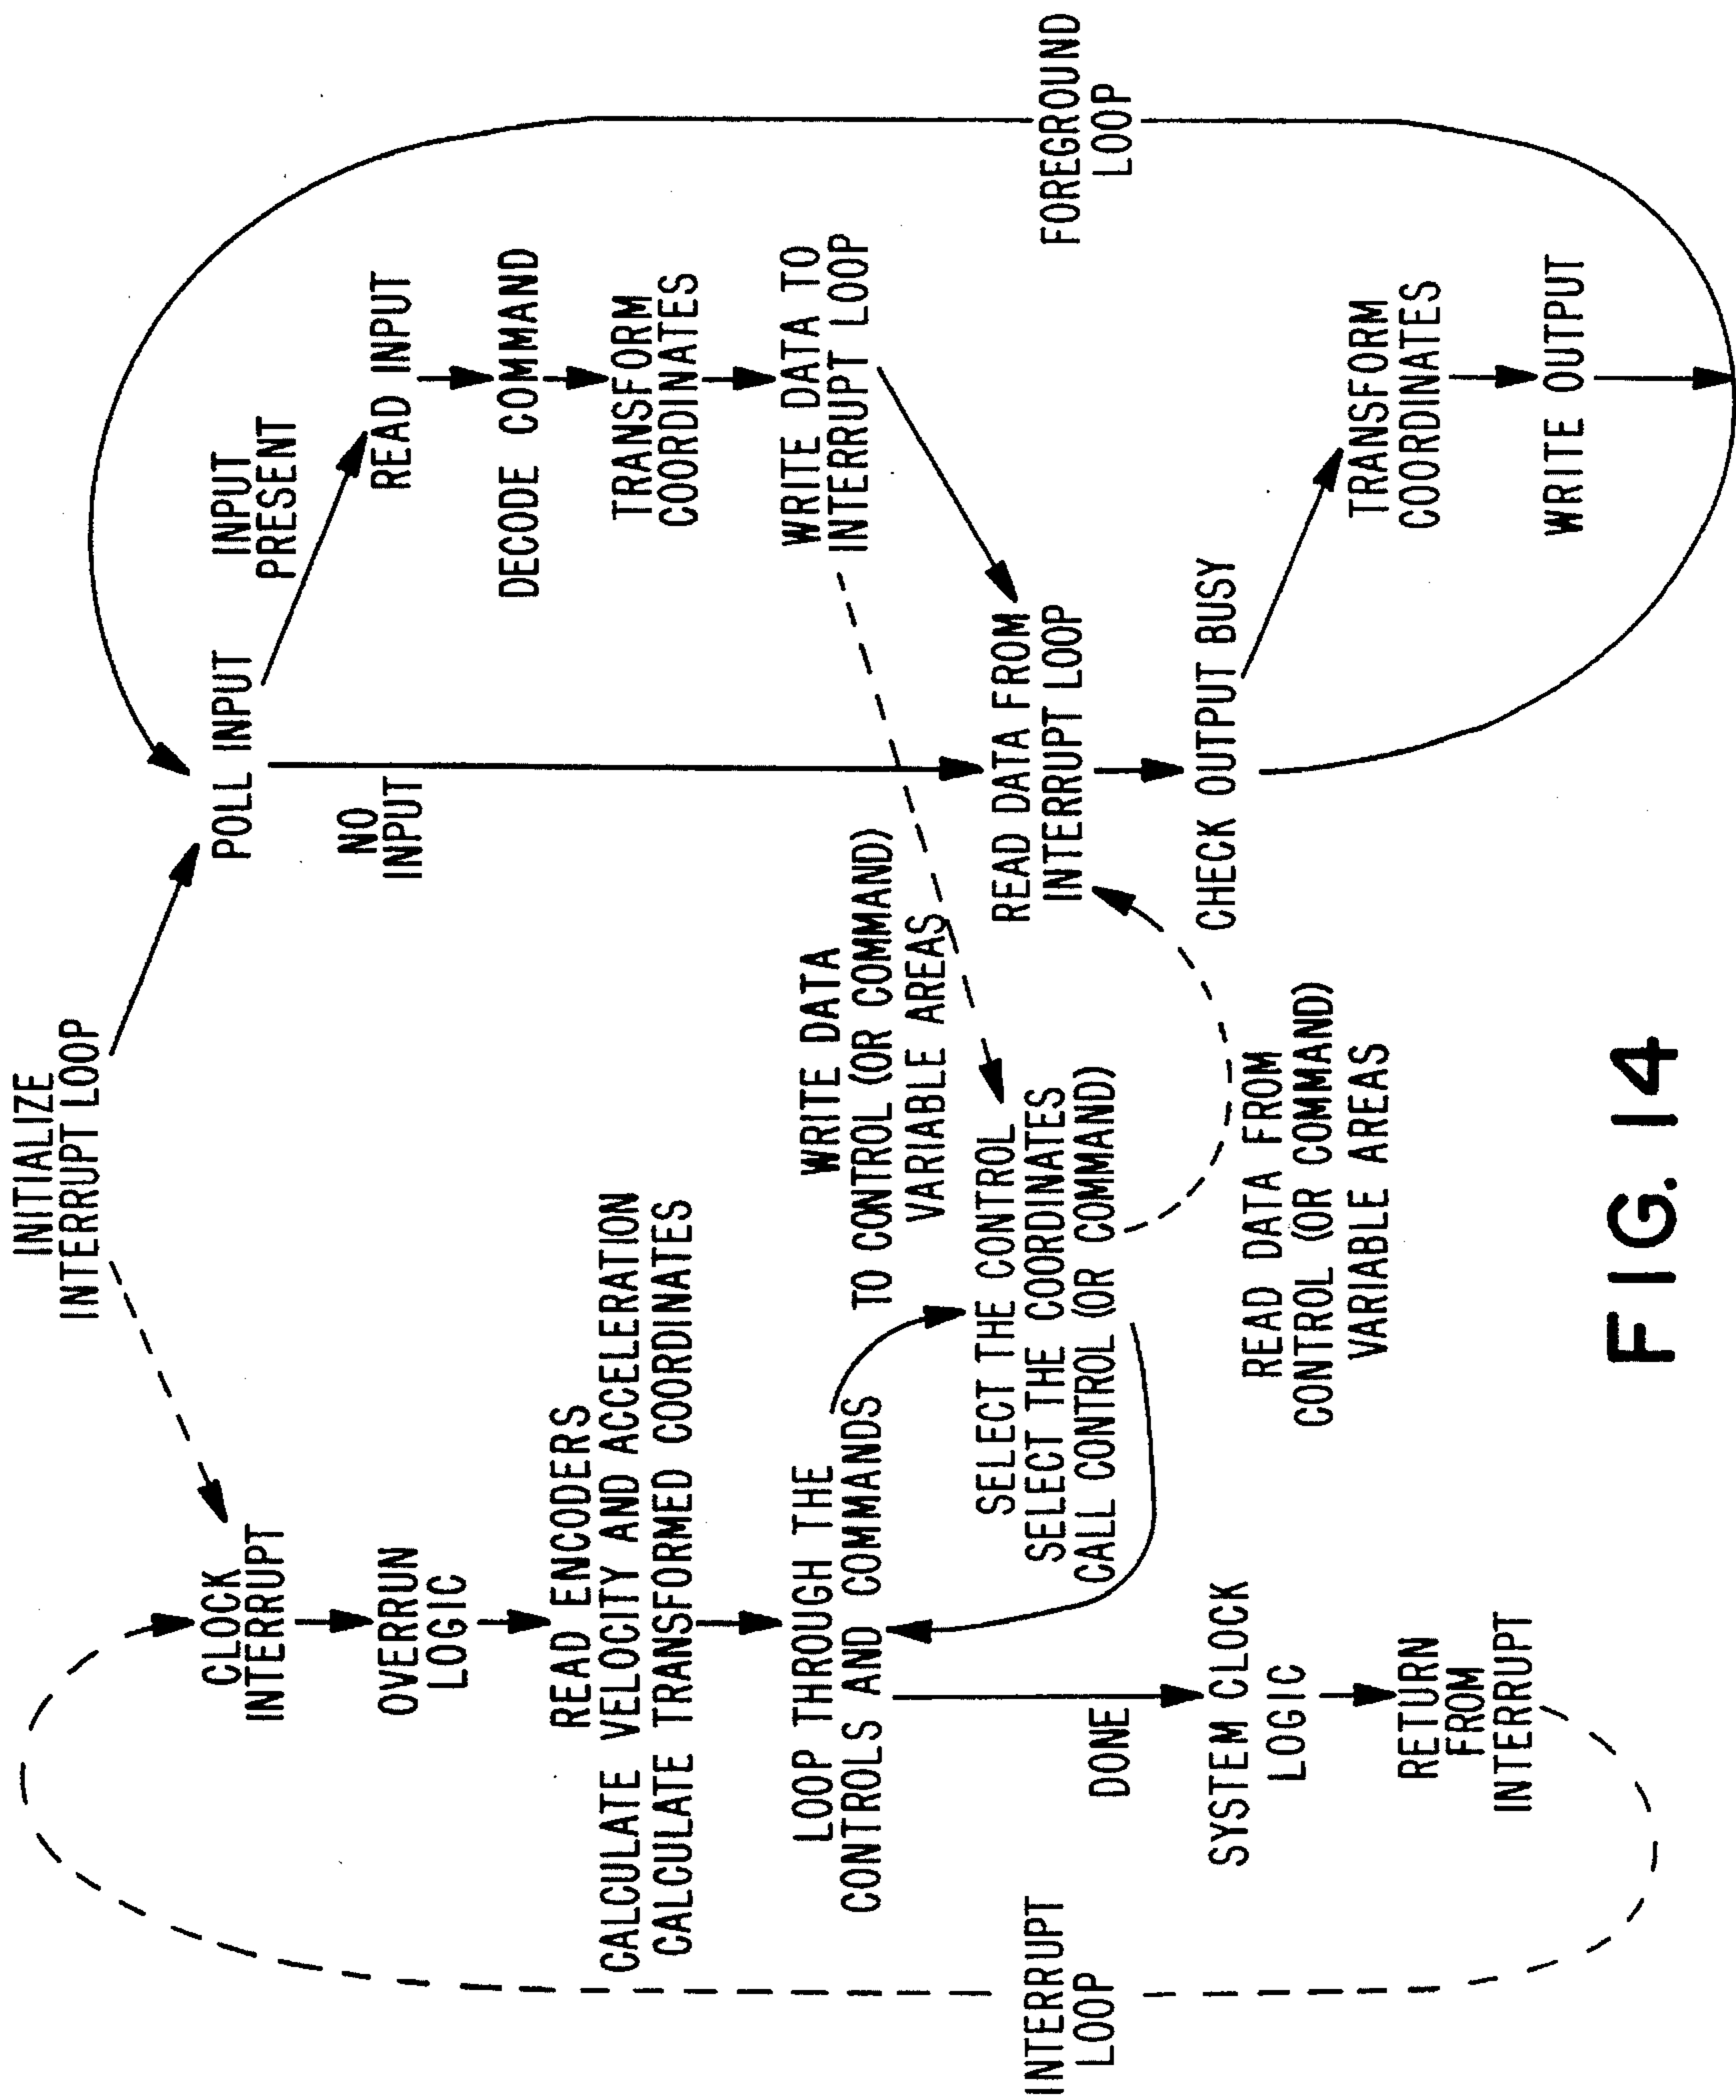 INITIALIZE
INTERRUPT LOOP
CLOCK
INTERRUPT
OVERRUN
LOGIC
READ ENCODERS
CALCULATE VELOCITY AND ACCELERATION
CALCULATE TRANSFORMED COORDINATES
LOOP THROUGH THE
CONTROLS AND COMMANDS
DONE
SYSTEM CLOCK
LOGIC
RETURN
FROM
INTERRUPT
INTERRUPT
LOOP
WRITE DATA
TO CONTROL (OR COMMAND)
VARIABLE AREAS
SELECT THE CONTROL
SELECT THE COORDINATES
CALL CONTROL (OR COMMAND)
READ DATA FROM
CONTROL (OR COMMAND)
VARIABLE AREAS
POLL INPUT
NO
INPUT
INPUT
PRESENT
READ INPUT
DECODE COMMAND
TRANSFORM
COORDINATES
WRITE DATA TO
INTERRUPT LOOP
READ DATA FROM
INTERRUPT LOOP
CHECK OUTPUT BUSY
TRANSFORM
COORDINATES
WRITE OUTPUT
FOREGROUND
LOOP
FIG. 14